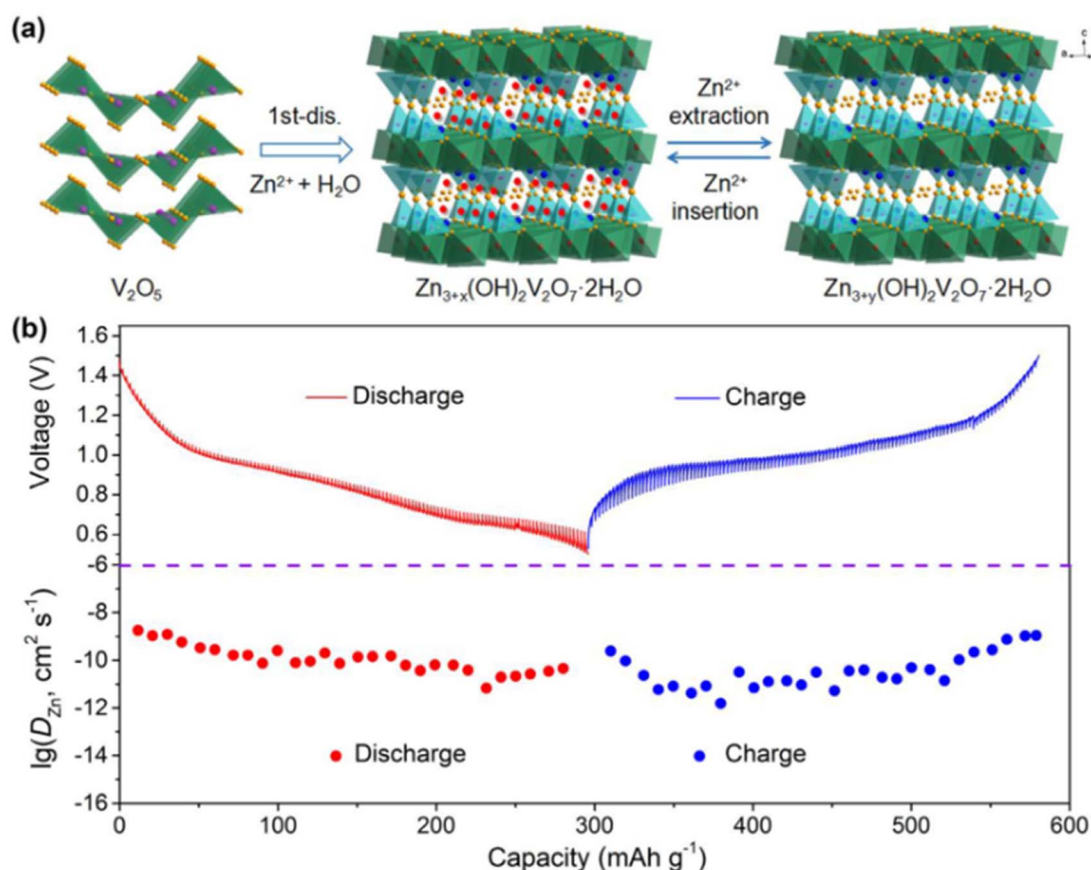 (a)
1st-dis.
Zn²⁺ + H₂O
Zn²⁺
extraction
Zn²⁺
insertion
c
a
V₂O₅
Zn₃₊ₓ(OH)₂V₂O₇·2H₂O
Zn₃₊y(OH)₂V₂O₇·2H₂O
(b)
Voltage (V)
1.6
1.4
1.2
1.0
0.8
0.6
Discharge
Charge
lg(D_Zn, cm² s⁻¹)
-6
-8
-10
-12
-14
-16
Discharge
Charge
0 100 200 300 400 500 600
Capacity (mAh g⁻¹)